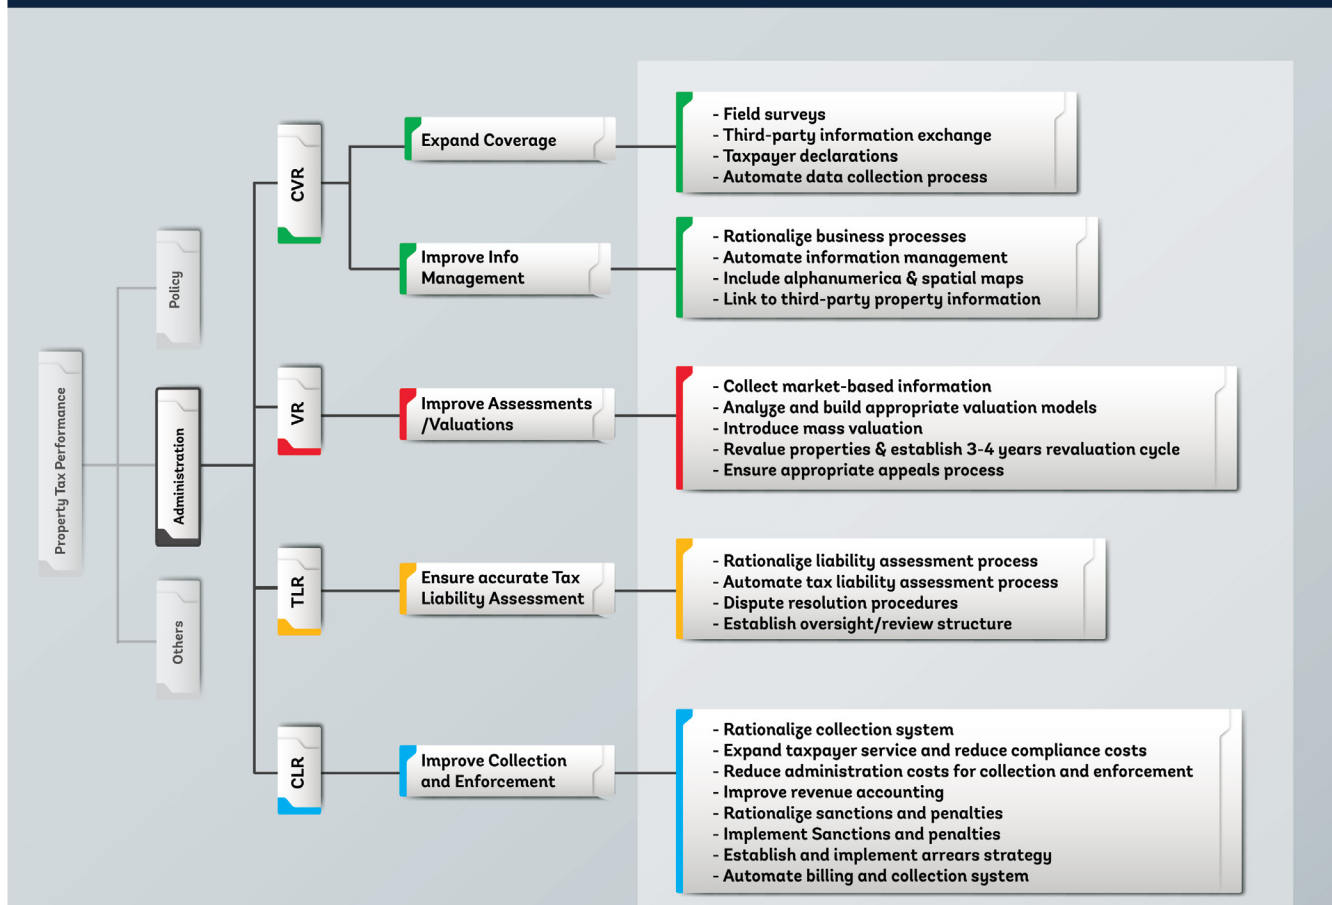 Property Tax Performance
Policy
Administration
Others
CVR
Expand Coverage
- Field surveys
- Third-party information exchange
- Taxpayer declarations
- Automate data collection process
Improve Info
Management
- Rationalize business processes
- Automate information management
- Include alphanumerica & spatial maps
- Link to third-party property information
VR
Improve Assessments
/Valuations
- Collect market-based information
- Analyze and build appropriate valuation models
- Introduce mass valuation
- Revalue properties & establish 3-4 years revaluation cycle
- Ensure appropriate appeals process
TLR
Ensure accurate Tax
Liability Assessment
- Rationalize liability assessment process
- Automate tax liability assessment process
- Dispute resolution procedures
- Establish oversight/review structure
CLR
Improve Collection
and Enforcement
- Rationalize collection system
- Expand taxpayer service and reduce compliance costs
- Reduce administration costs for collection and enforcement
- Improve revenue accounting
- Rationalize sanctions and penalties
- Implement Sanctions and penalties
- Establish and implement arrears strategy
- Automate billing and collection system